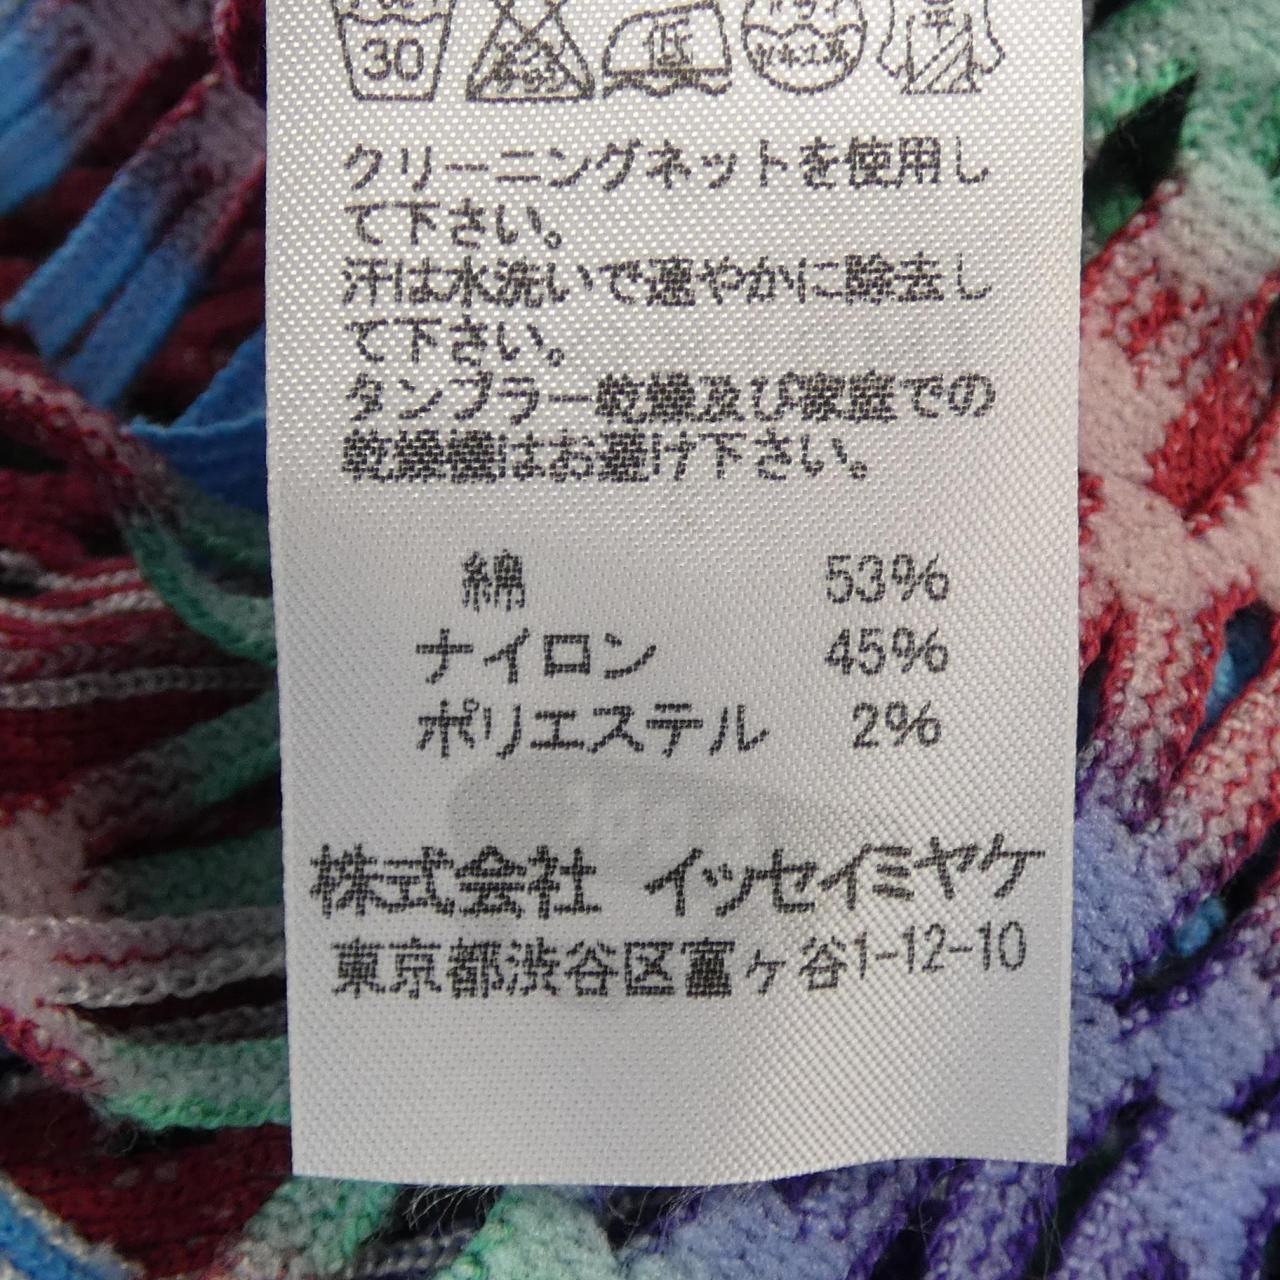 30
低
クリーニングネットを使用し
て下さい。
汗は水洗いで速やかに除去し
て下さい。
タンブラー乾燥及び家庭での
乾燥機はお避け下さい。
綿 53%
ナイロン 45%
ポリエステル 2%
株式会社 イッセイミヤケ
東京都渋谷区富ヶ谷1-12-10